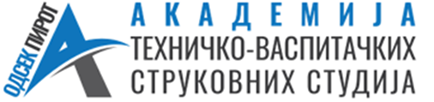 ОДСЕК ПИРОТ
АКАДЕМИЈА
ТЕХНИЧКО-ВАСПИТАЧКИХ
СТРУКОВНИХ СТУДИЈА